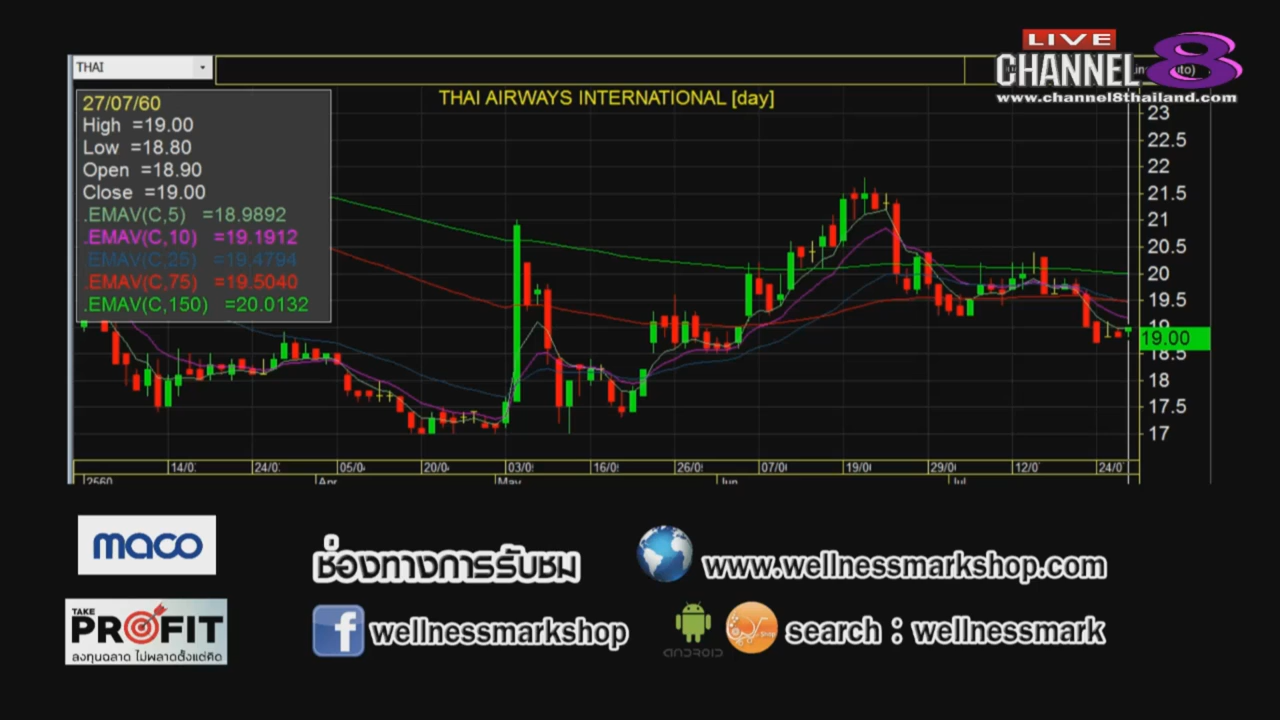 LIVE
CHANNEL 8
www.channel8thailand.com
THAI
THAI AIRWAYS INTERNATIONAL [day]
27/07/60
High =19.00
Low =18.80
Open =18.90
Close =19.00
.EMAV(C,5) =18.9892
.EMAV(C,10) =19.1912
.EMAV(C,25) =19.4794
.EMAV(C,75) =19.5040
.EMAV(C,150) =20.0132
23
22.5
22
21.5
21
20.5
20
19.5
19
19.00
18.5
18
17.5
17
14/0 24/0 05/0 20/0 03/0 16/0 26/0 07/0 19/0 29/0 12/0 24/0
2560 Apr May Jun Jul
maco
ช่องทางการรับชม
www.wellnessmarkshop.com
TAKE
PROFIT
ลงทุนฉลาด ไม่พลาดตั้งแต่คิด
wellnessmarkshop
android
search : wellnessmark